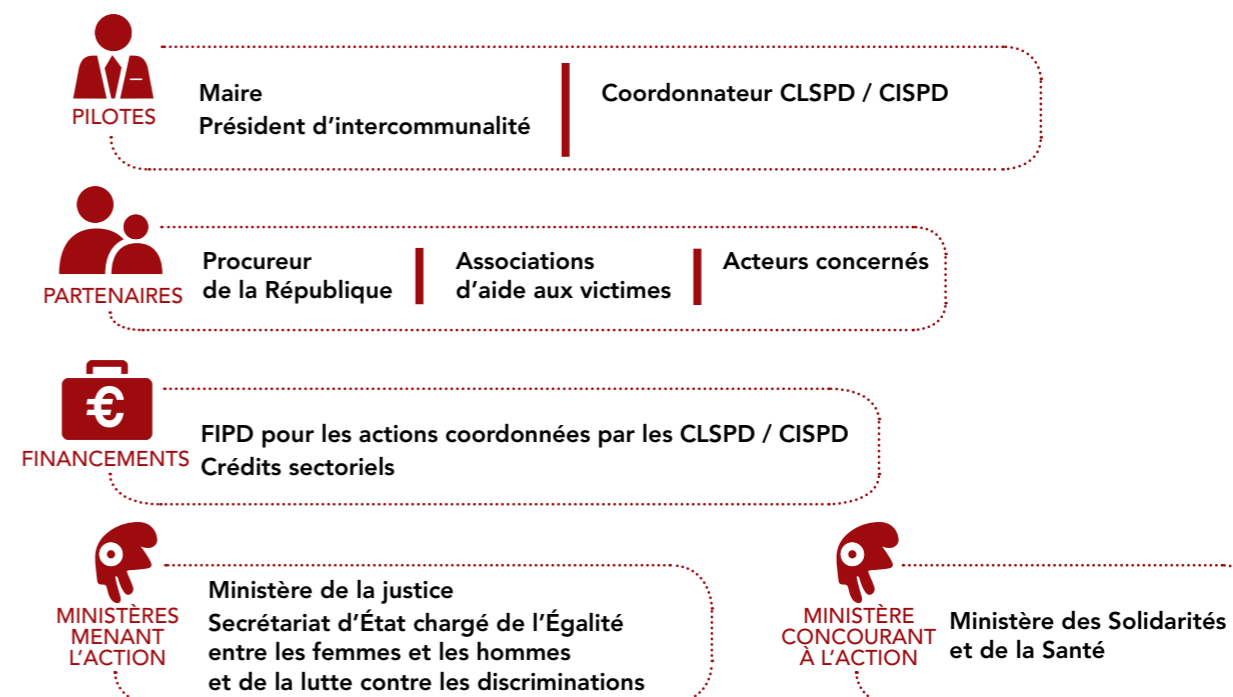 PILOTES
Maire
Président d’intercommunalité
Coordonnateur CLSPD / CISPD
PARTENAIRES
Procureur
de la République
Associations
d’aide aux victimes
Acteurs concernés
€
FINANCEMENTS
FIPD pour les actions coordonnées par les CLSPD / CISPD
Crédits sectoriels
MINISTÈRES
MENANT
L’ACTION
Ministère de la justice
Secrétariat d’État chargé de l’Égalité
entre les femmes et les hommes
et de la lutte contre les discriminations
MINISTÈRE
CONCOURANT
À L’ACTION
Ministère des Solidarités
et de la Santé